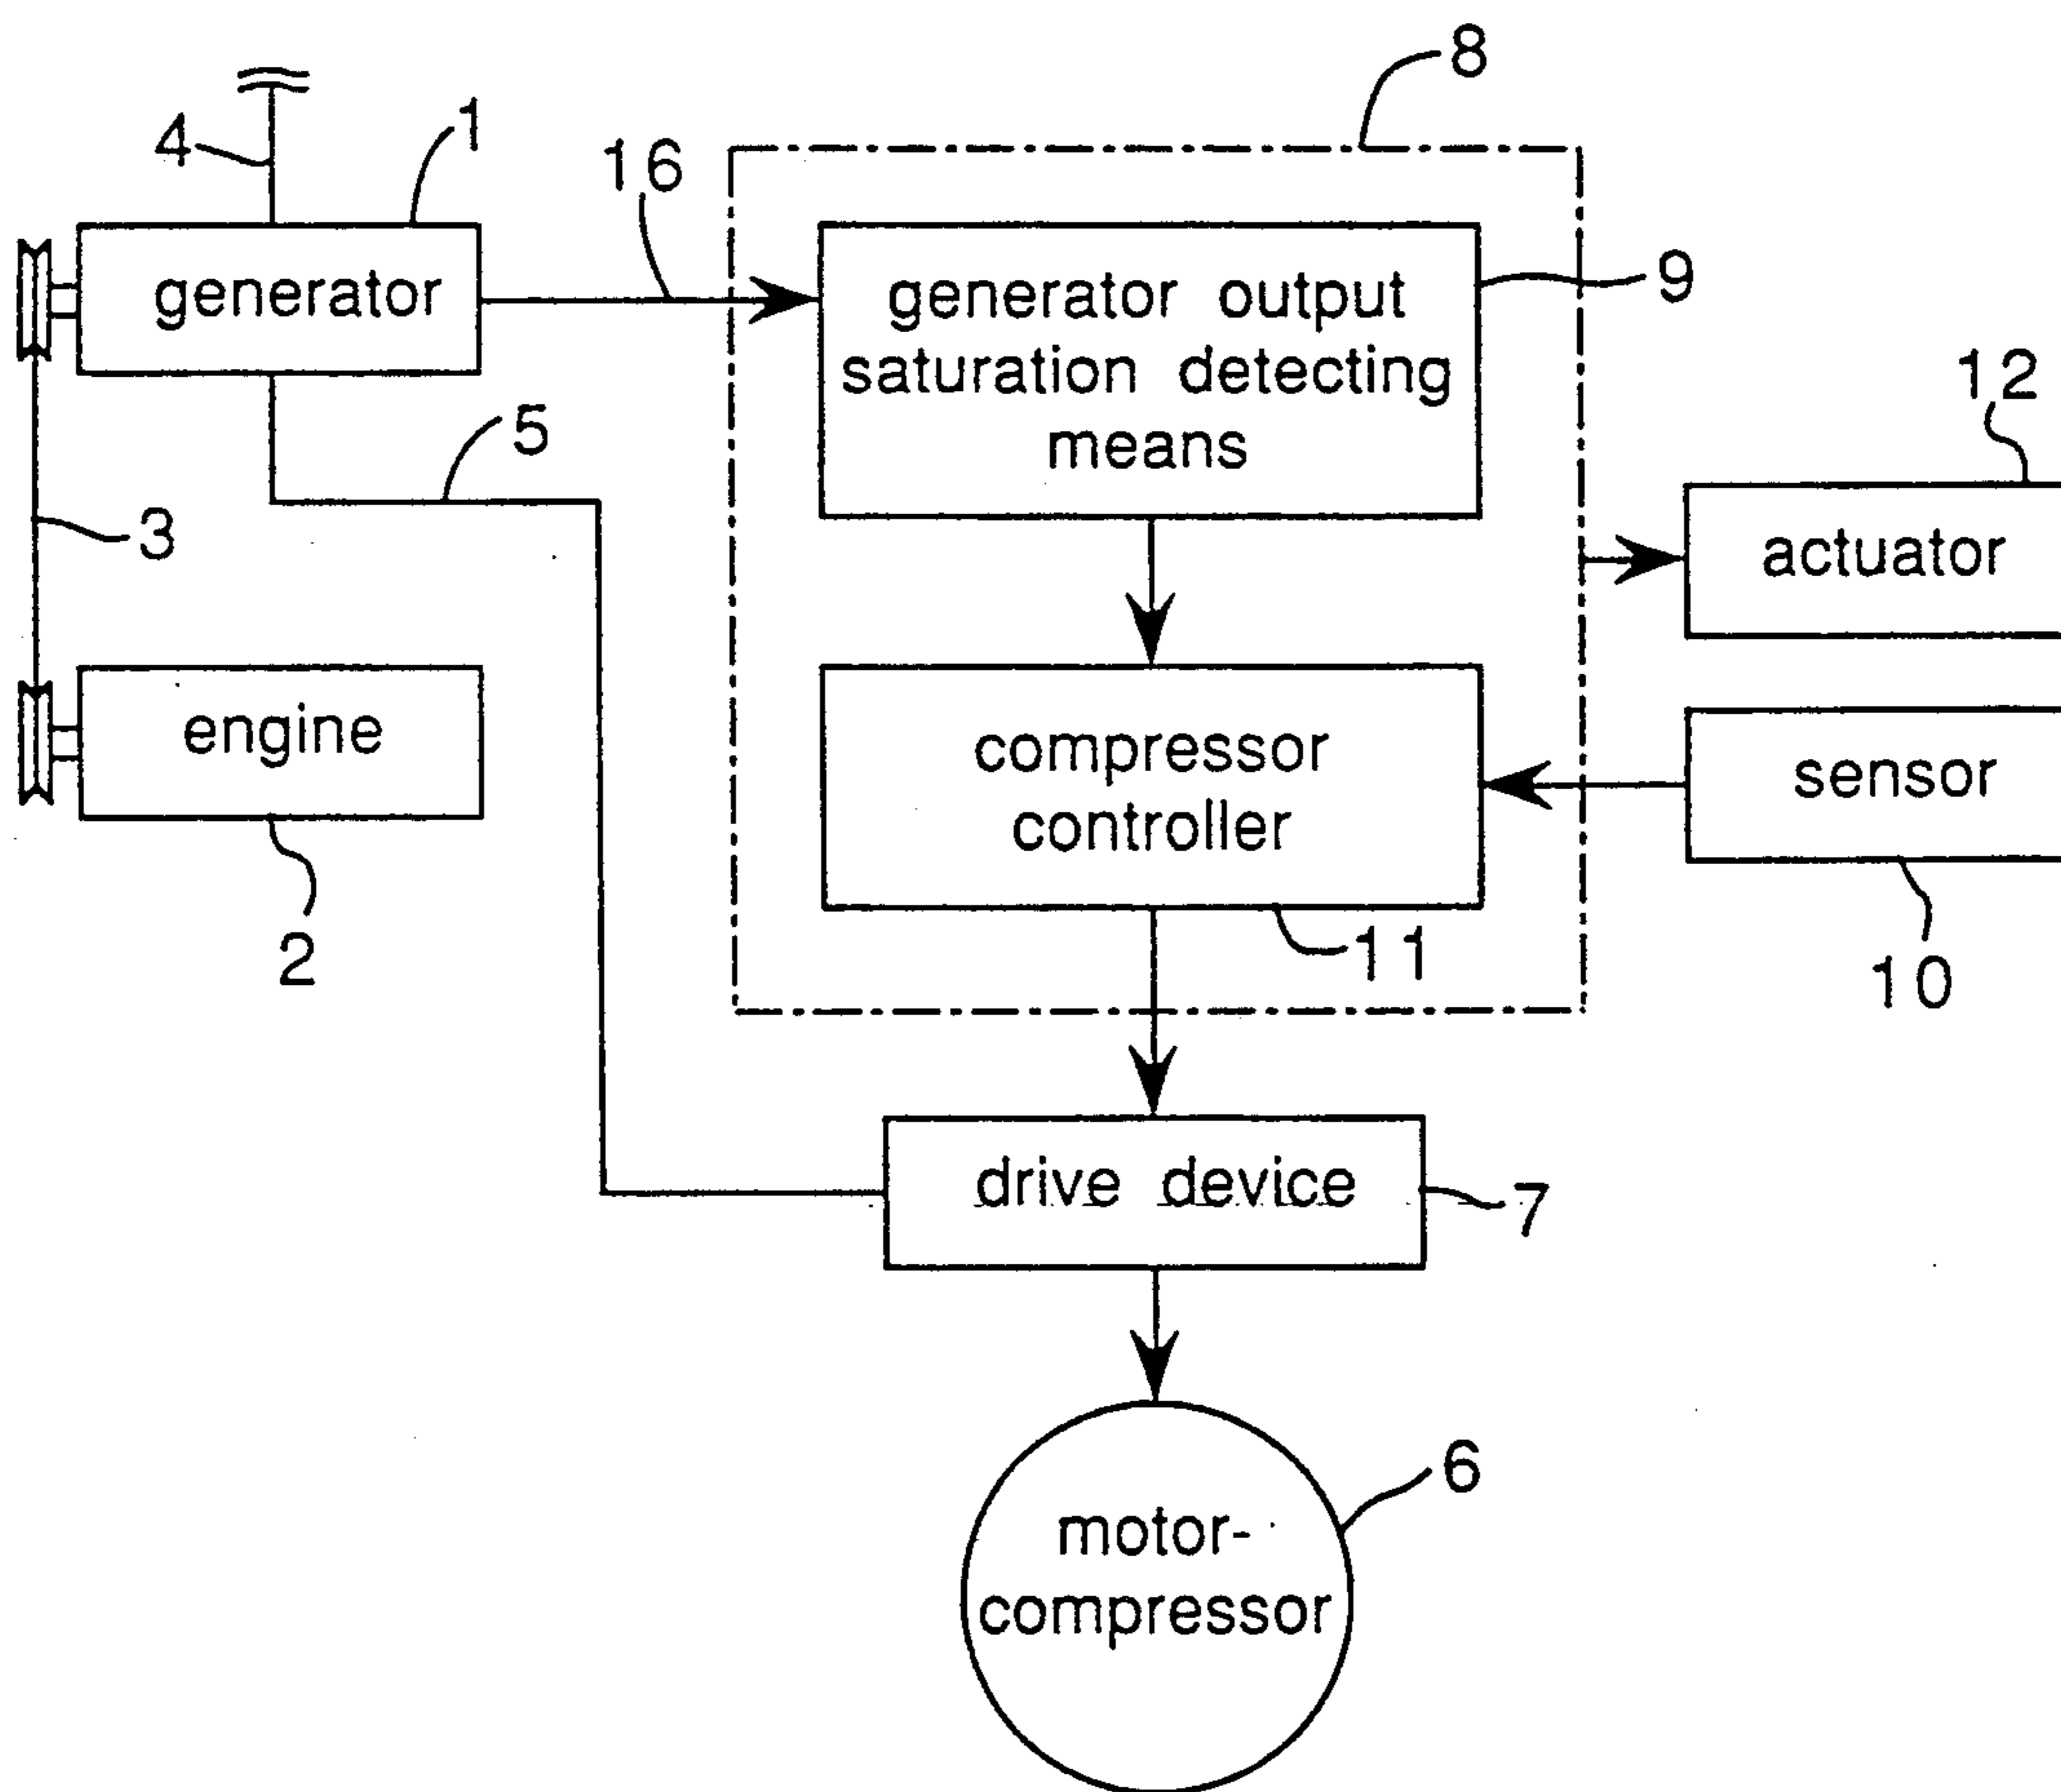 8
4
1
16
generator
generator output
saturation detecting
means
9
12
5
3
actuator
engine
compressor
controller
sensor
2
11
10
drive device
7
6
motor-
compressor